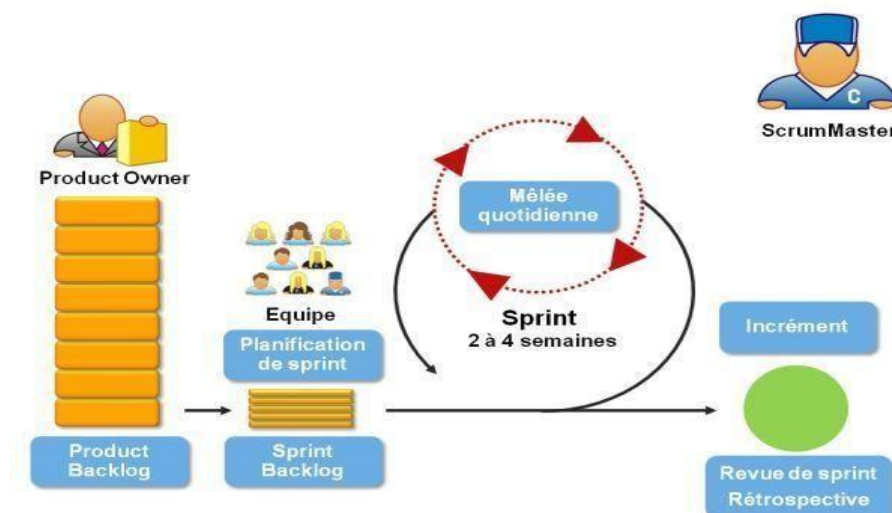 Product Owner
Product
Backlog
Equipe
Planification
de sprint
Sprint
Backlog
Mêlée
quotidienne
Sprint
2 à 4 semaines
C
ScrumMaster
Incrément
Revue de sprint
Rétrospective